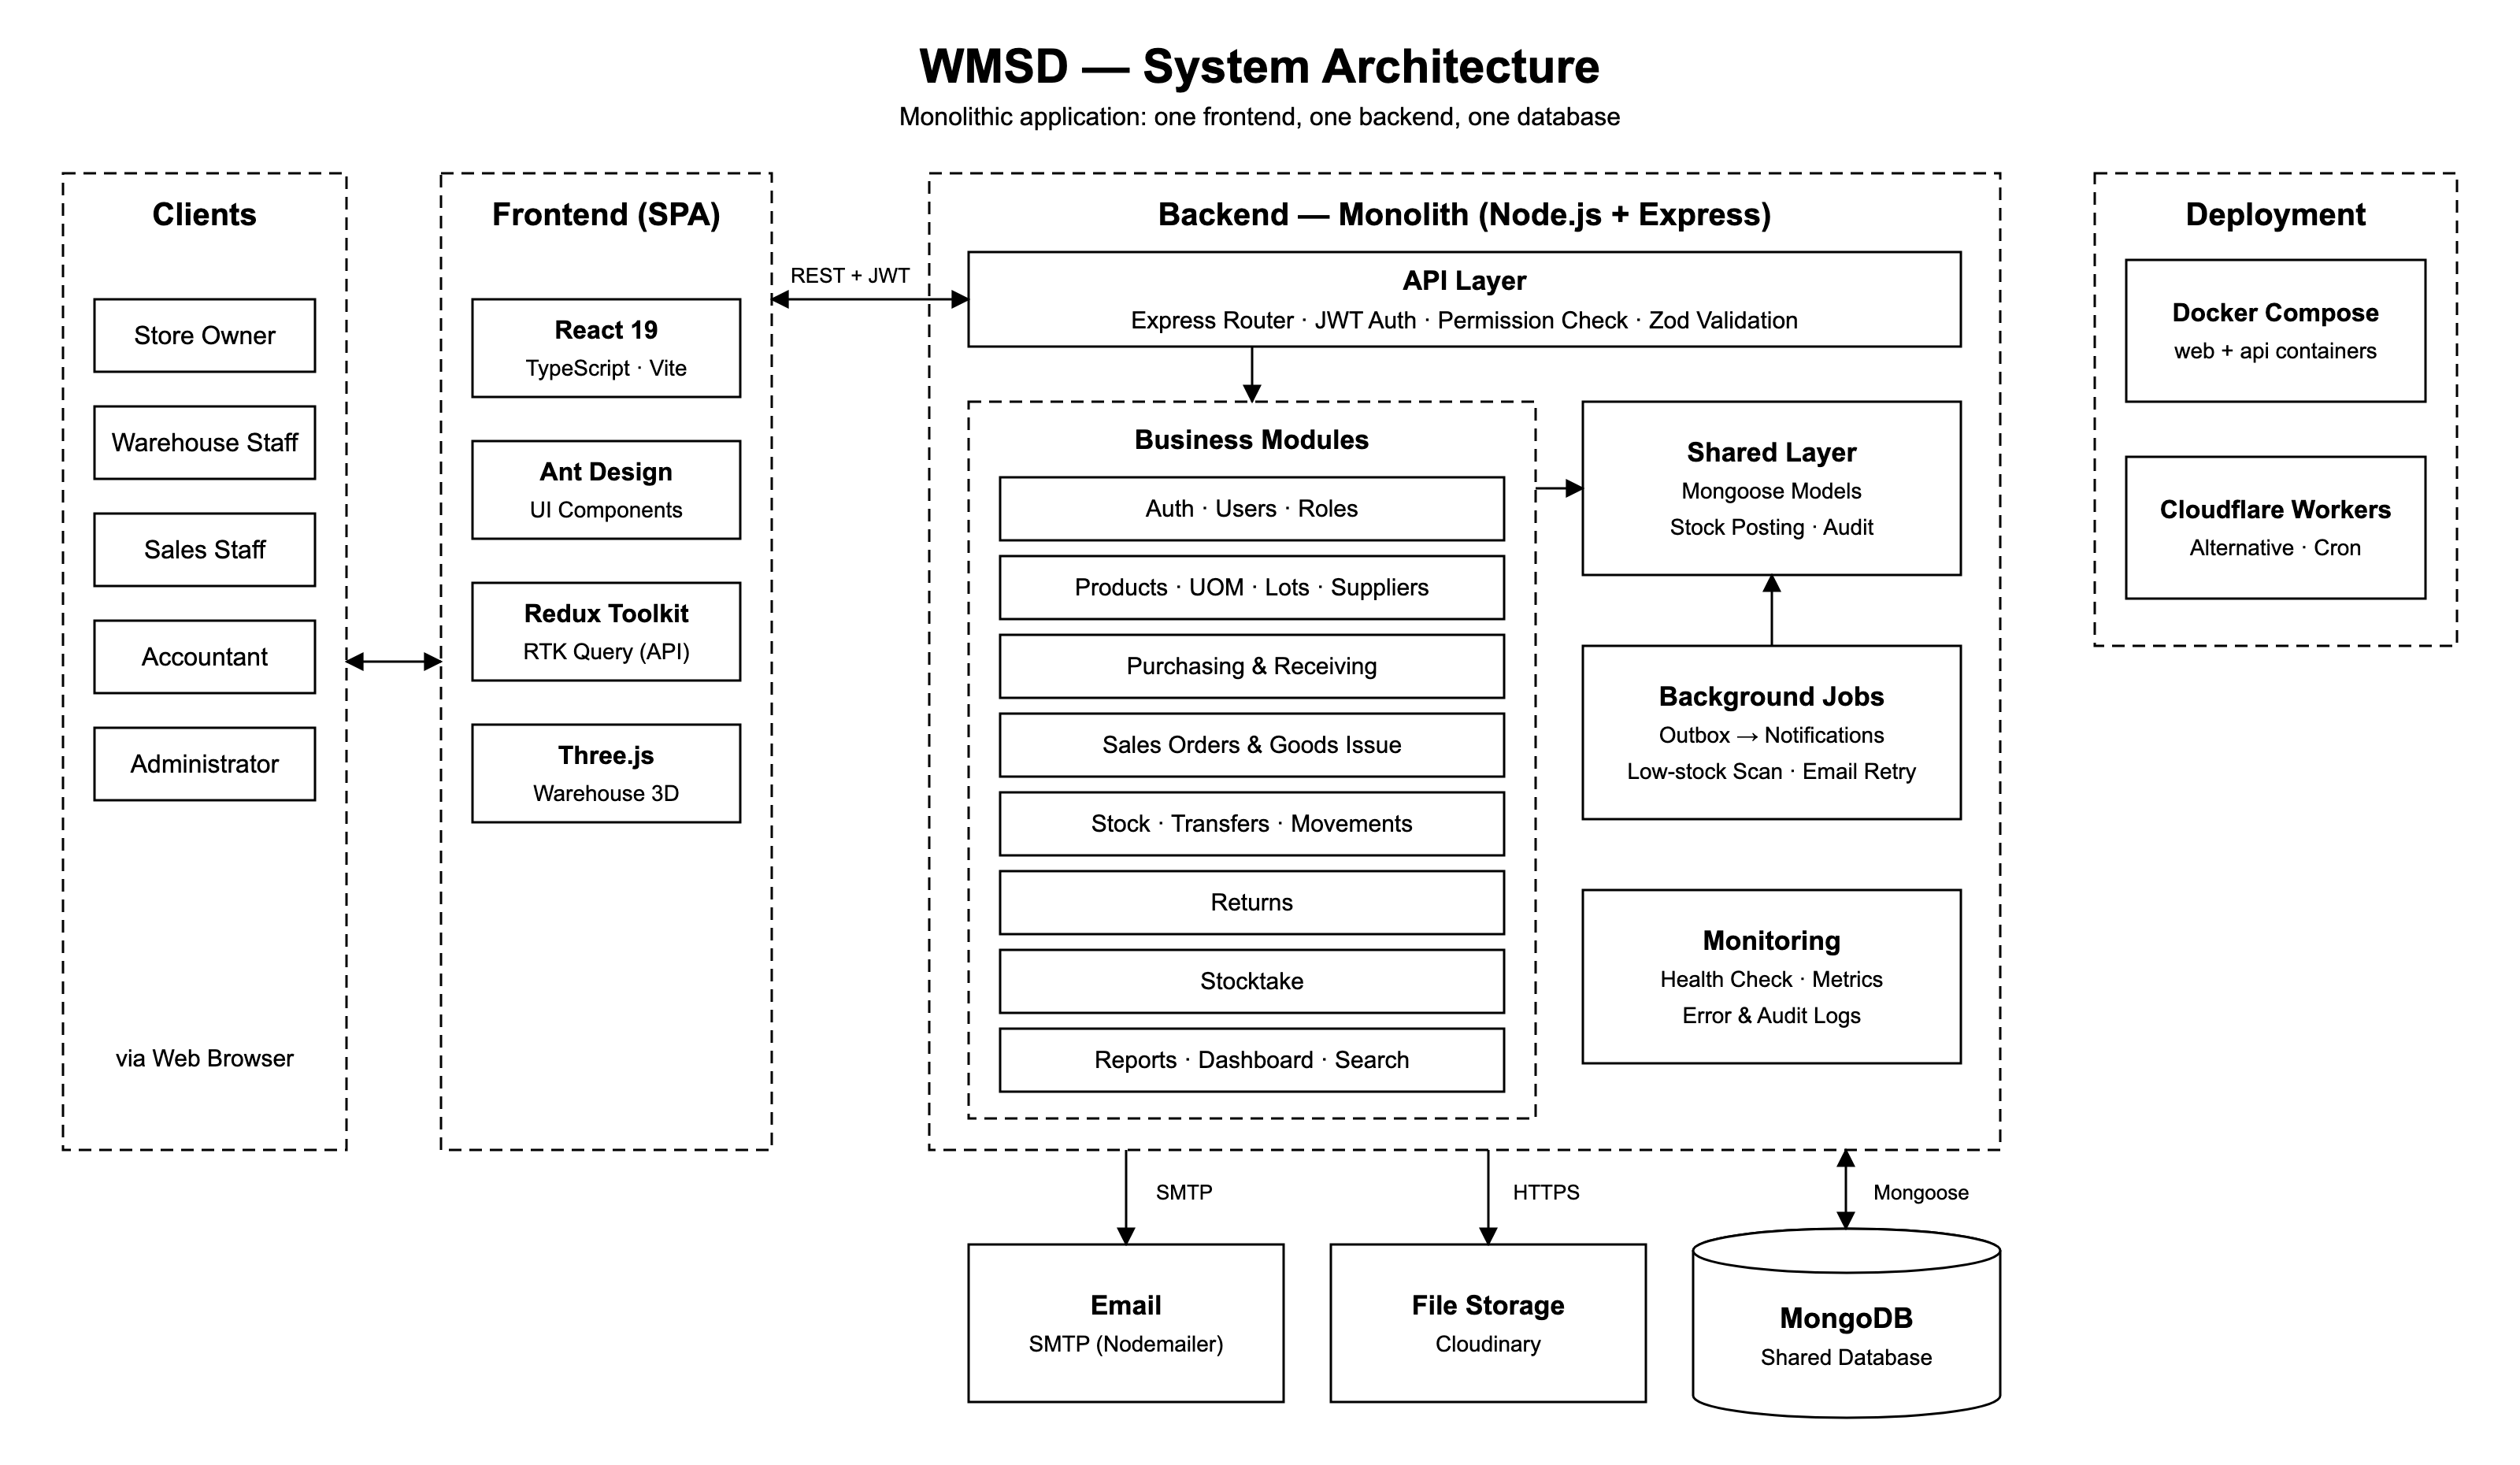 WMSD — System Architecture
Monolithic application: one frontend, one backend, one database
Clients
Store Owner
Warehouse Staff
Sales Staff
Accountant
Administrator
via Web Browser
Frontend (SPA)
React 19
TypeScript · Vite
Ant Design
UI Components
Redux Toolkit
RTK Query (API)
Three.js
Warehouse 3D
REST + JWT
Backend — Monolith (Node.js + Express)
API Layer
Express Router · JWT Auth · Permission Check · Zod Validation
Business Modules
Auth · Users · Roles
Products · UOM · Lots · Suppliers
Purchasing & Receiving
Sales Orders & Goods Issue
Stock · Transfers · Movements
Returns
Stocktake
Reports · Dashboard · Search
Shared Layer
Mongoose Models
Stock Posting · Audit
Background Jobs
Outbox → Notifications
Low-stock Scan · Email Retry
Monitoring
Health Check · Metrics
Error & Audit Logs
Deployment
Docker Compose
web + api containers
Cloudflare Workers
Alternative · Cron
SMTP
HTTPS
Mongoose
Email
SMTP (Nodemailer)
File Storage
Cloudinary
MongoDB
Shared Database